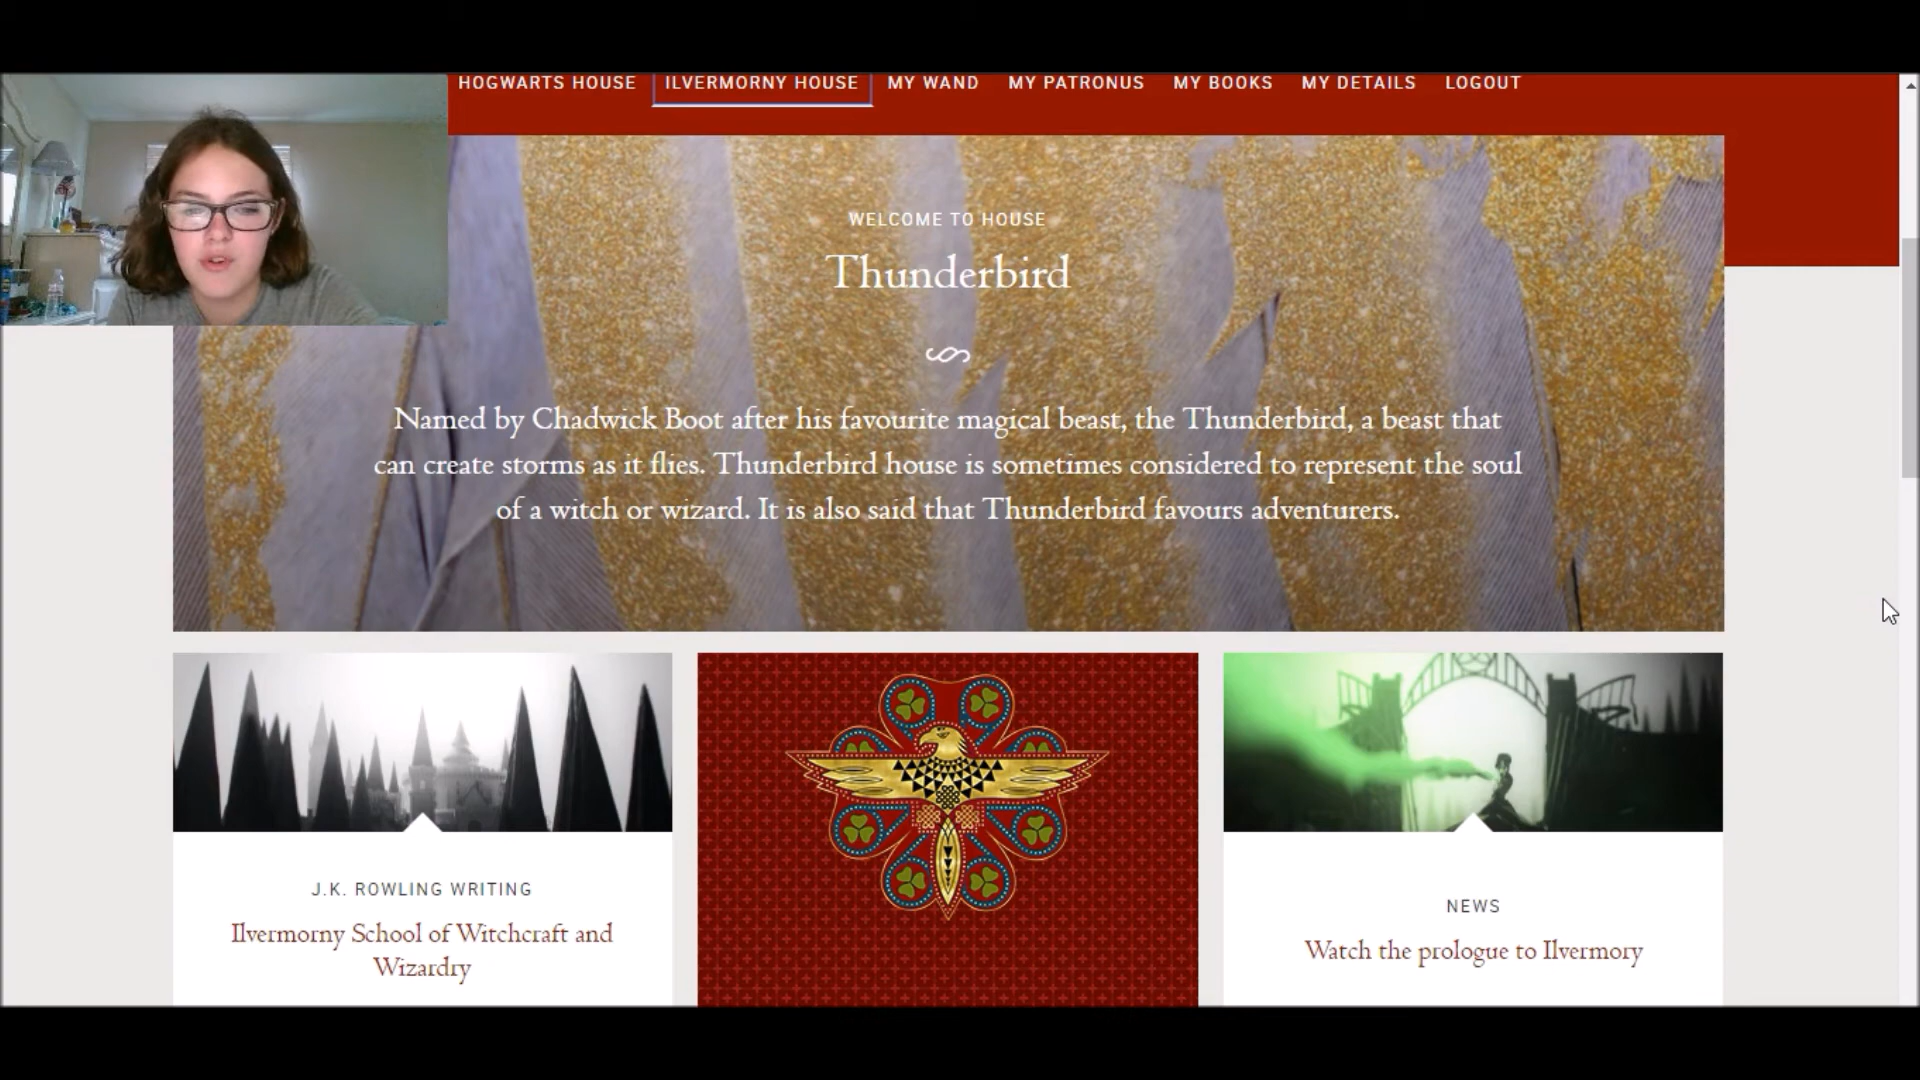 HOGWARTS HOUSE ILVERMORNY HOUSE MY WAND MY PATRONUS MY BOOKS MY DETAILS LOGOUT
WELCOME TO HOUSE
Thunderbird
Named by Chadwick Boot after his favourite magical beast, the Thunderbird, a beast that
can create storms as it flies. Thunderbird house is sometimes considered to represent the soul
of a witch or wizard. It is also said that Thunderbird favours adventurers.
J.K. ROWLING WRITING
Ilvermorny School of Witchcraft and
Wizardry
NEWS
Watch the prologue to Ilvermory